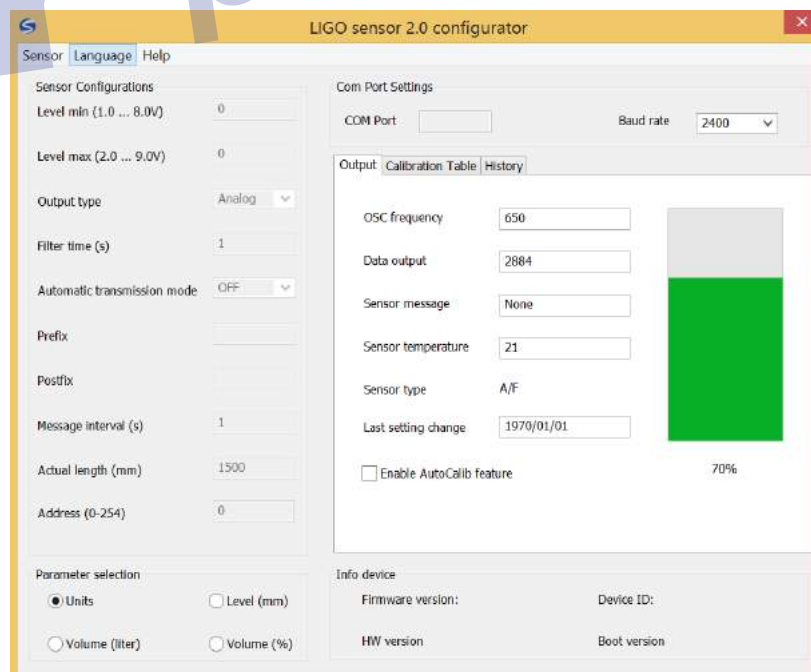 LIGO sensor 2.0 configurator
Sensor Language Help
Sensor Configurations
Level min (1.0 ... 8.0V) 0
Level max (2.0 ... 9.0V) 0
Output type Analog
Filter time (s) 1
Automatic transmission mode OFF
Prefix
Postfix
Message interval (s) 1
Actual length (mm) 1500
Address (0-254) 0
Parameter selection
Units Level (mm)
Volume (liter) Volume (%)
Com Port Settings
COM Port Baud rate 2400
Output Calibration Table History
OSC frequency 650
Data output 2884
Sensor message None
Sensor temperature 21
Sensor type A/F
Last setting change 1970/01/01
Enable AutoCalib feature 70%
Info device
Firmware version: Device ID:
HW version Boot version